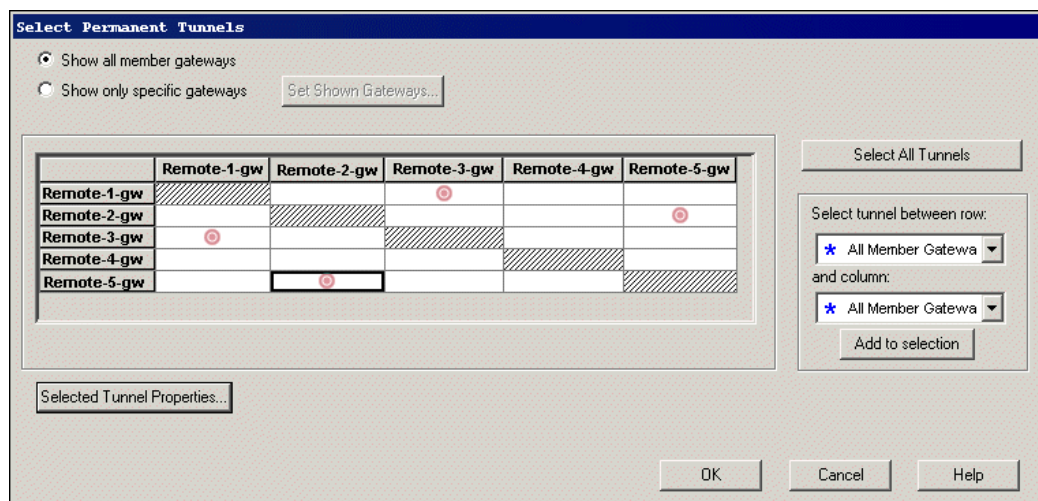 Select Permanent Tunnels
Show all member gateways
Show only specific gateways
Set Shown Gateways...
Remote-1-gw Remote-2-gw Remote-3-gw Remote-4-gw Remote-5-gw
Remote-1-gw
Remote-2-gw
Remote-3-gw
Remote-4-gw
Remote-5-gw
Select All Tunnels
Select tunnel between row:
* All Member Gatewa
and column:
* All Member Gatewa
Add to selection
Selected Tunnel Properties...
OK Cancel Help